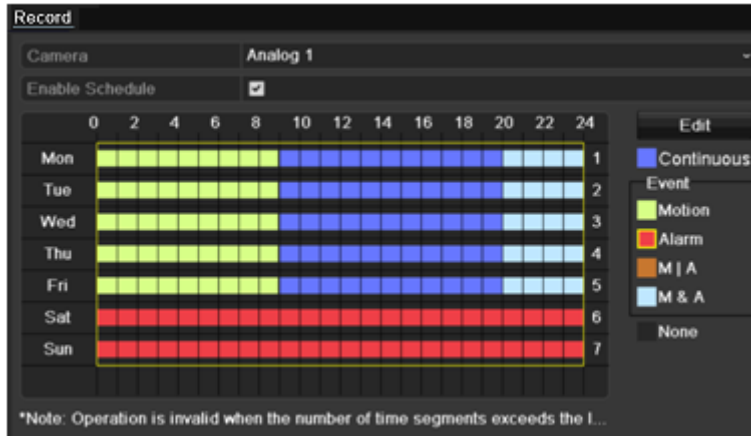 Record
Camera Analog 1
Enable Schedule
0 2 4 6 8 10 12 14 16 18 20 22 24
Edit
Mon 1
Continuous
Tue 2
Event
Wed 3
Motion
Thu 4
Alarm
Fri 5
M | A
Sat 6
M & A
Sun 7
None
*Note: Operation is invalid when the number of time segments exceeds the l...